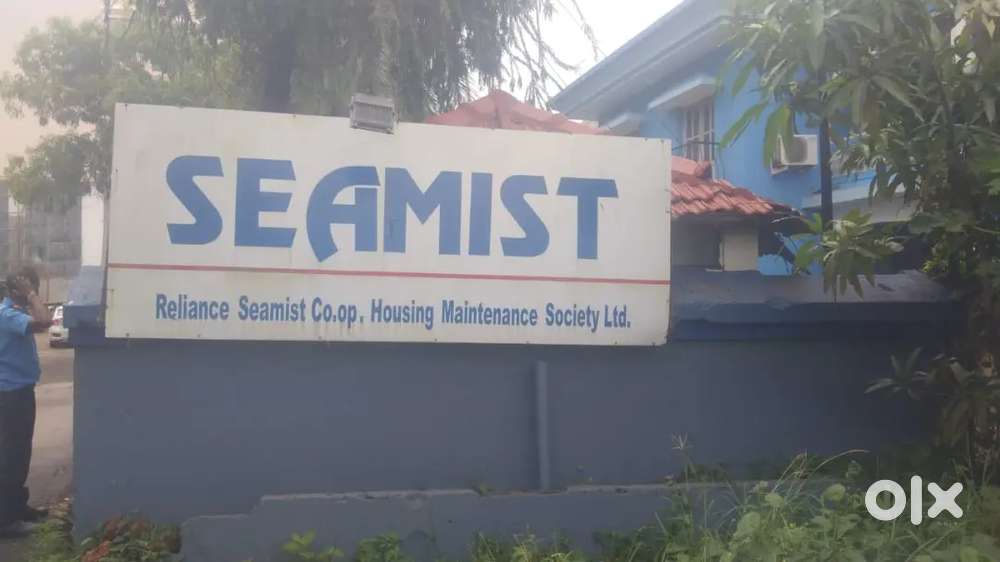 SEAMIST
Reliance Seamist Co.op. Housing Maintenance Society Ltd.
olx